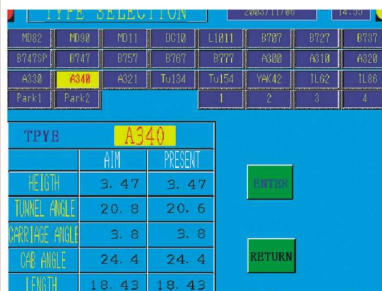 TYPE SELECTION 2003/11/06 14:53
MD82 MD90 MD11 DC10 L1011 B707 B727 B737
B747SP B747 B757 B767 B777 A300 A310 A320
A330 A340 A321 Tu134 Tu154 YAK42 IL62 IL86
Park1 Park2 1 2 3 4
TPYE A340
AIM PRESENT
HEIGTH 3.47 3.47
ENTER
TUNNEL ANGLE 20.8 20.6
CARRIAGE ANGLE 3.8 3.8
CAB ANGLE 24.4 24.4
RETURN
LENGTH 18.43 18.43